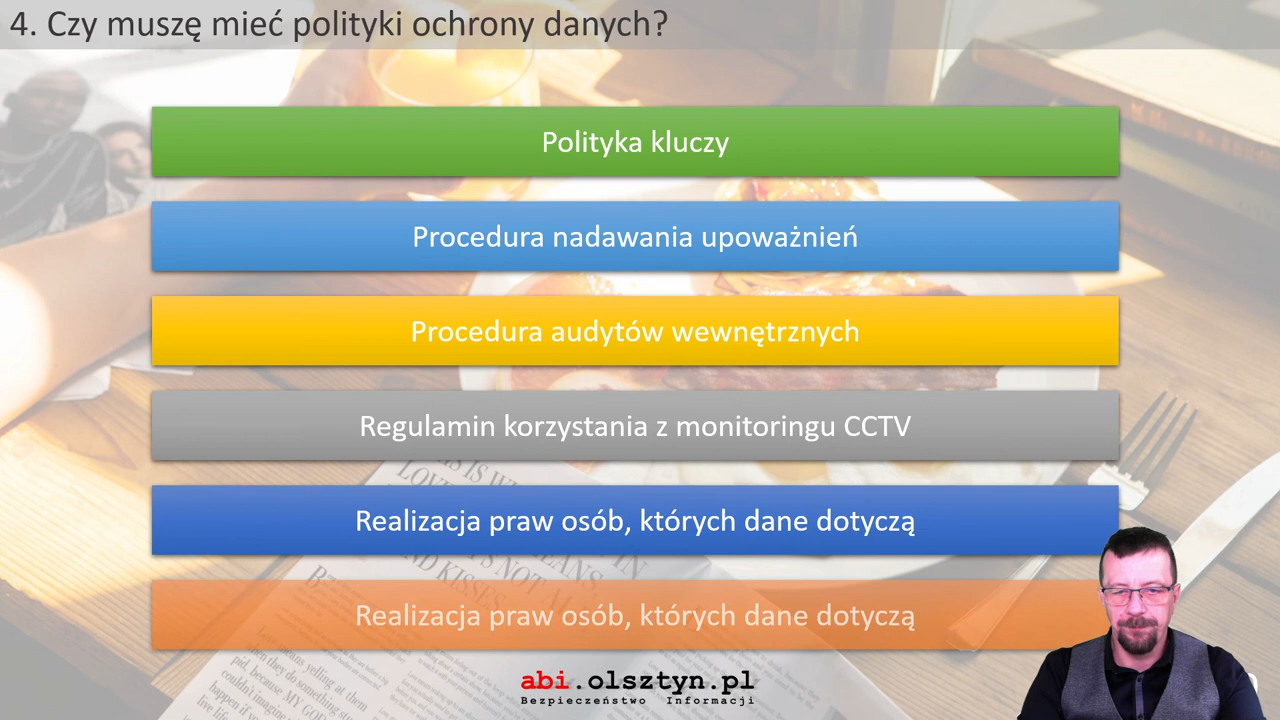 4. Czy muszę mieć polityki ochrony danych?
Polityka kluczy
Procedura nadawania upoważnień
Procedura audytów wewnętrznych
Regulamin korzystania z monitoringu CCTV
Realizacja praw osób, których dane dotyczą
Realizacja praw osób, których dane dotyczą
abi.olsztyn.pl
Bezpieczeństwo Informacji